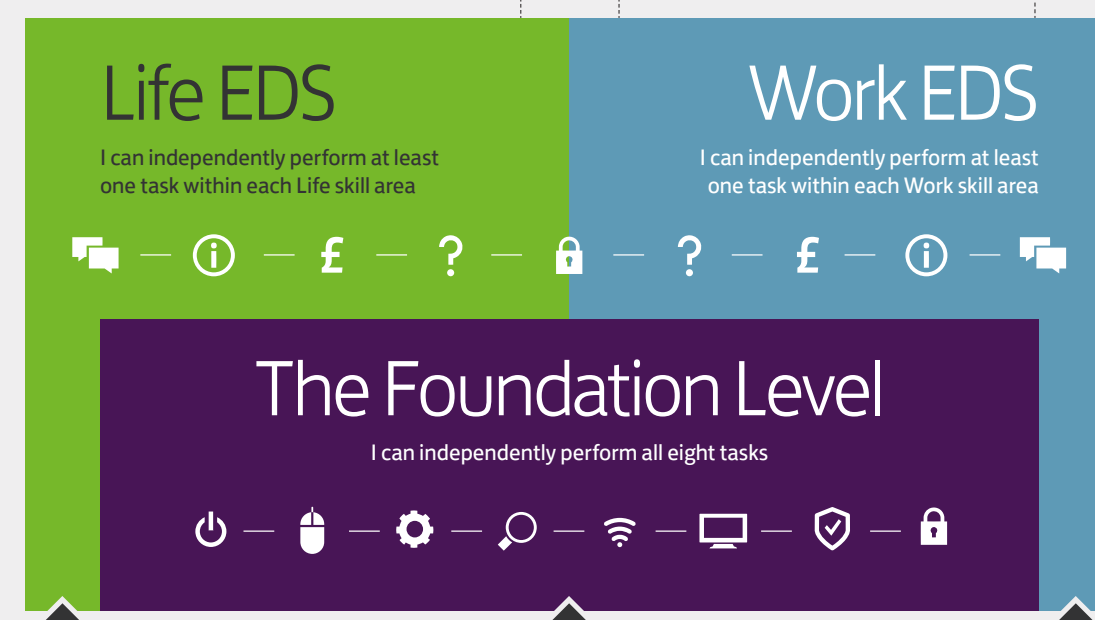 Life EDS
I can independently perform at least
one task within each Life skill area
Work EDS
I can independently perform at least
one task within each Work skill area
£
?
?
£
The Foundation Level
I can independently perform all eight tasks